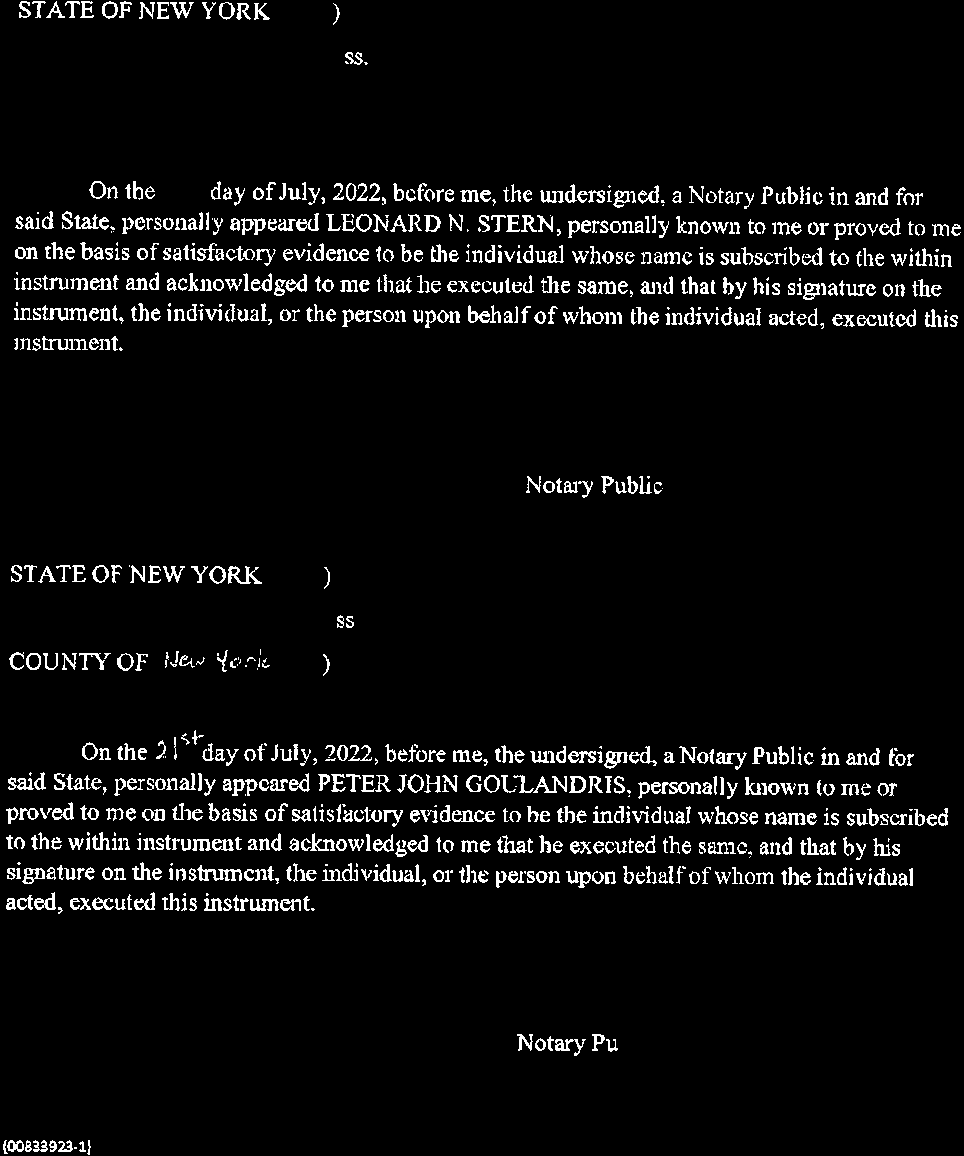 STATE OF NEW YORK )
ss.
On the day of July, 2022, before me, the undersigned, a Notary Public in and for
said State, personally appeared LEONARD N. STERN, personally known to me or proved to me
on the basis of satisfactory evidence to be the individual whose name is subscribed to the within
instrument and acknowledged to me that he executed the same, and that by his signature on the
instrument, the individual, or the person upon behalf of whom the individual acted, executed this
instrument.
Notary Public
STATE OF NEW YORK )
ss
COUNTY OF New York )
On the 21st day of July, 2022, before me, the undersigned, a Notary Public in and for
said State, personally appeared PETER JOHN GOULANDRIS, personally known to me or
proved to me on the basis of satisfactory evidence to be the individual whose name is subscribed
to the within instrument and acknowledged to me that he executed the same, and that by his
signature on the instrument, the individual, or the person upon behalf of whom the individual
acted, executed this instrument.
Notary Pu
{00833923-1}